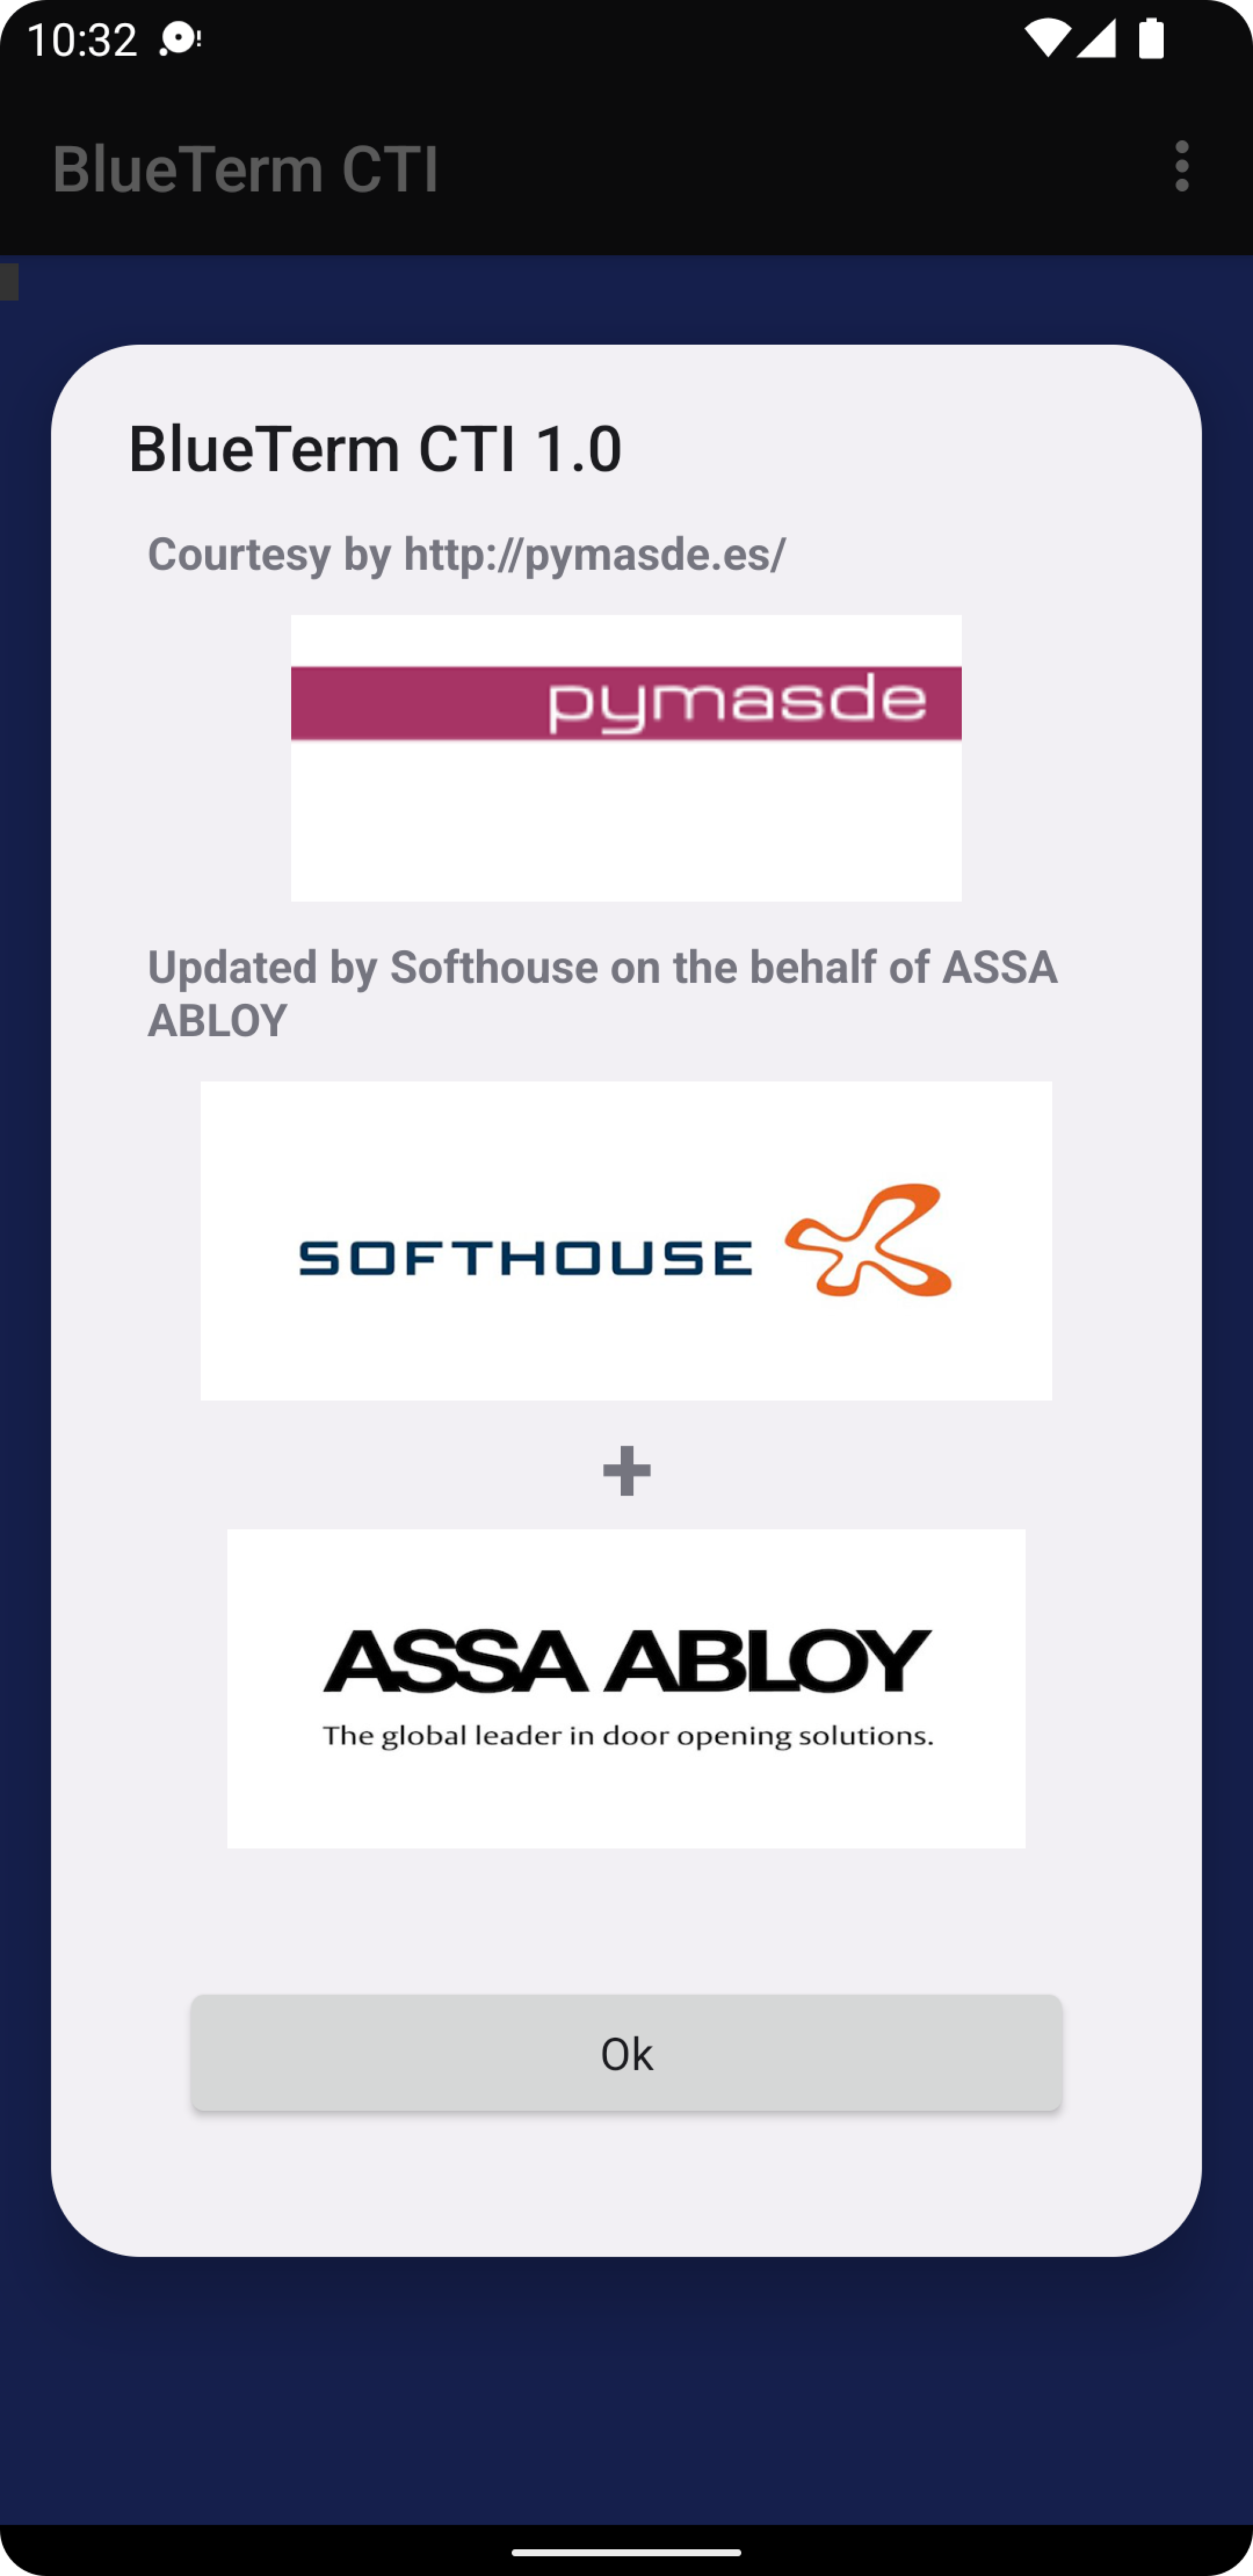 10:32
BlueTerm CTI
BlueTerm CTI 1.0
Courtesy by http://pymasde.es/
pymasde
Updated by Softhouse on the behalf of ASSA
ABLOY
SOFTHOUSE
+
ASSA ABLOY
The global leader in door opening solutions.
Ok